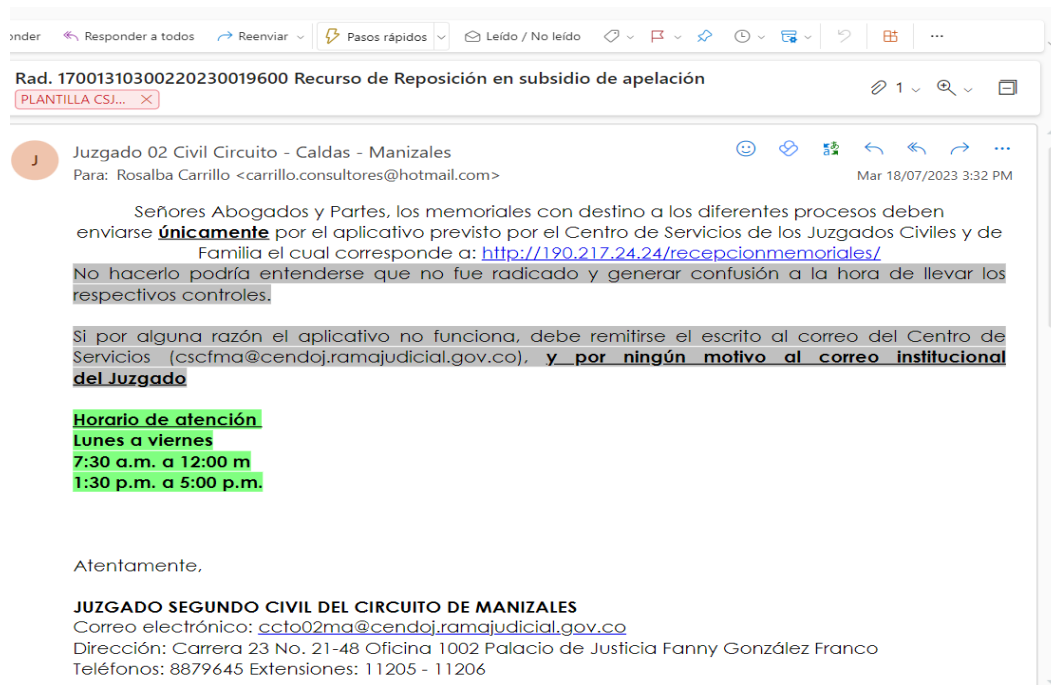 onder Responder a todos Reenviar Pasos rápidos Leído / No leído ...
Rad. 17001310300220230019600 Recurso de Reposición en subsidio de apelación
PLANTILLA CSJ... 1
J Juzgado 02 Civil Circuito - Caldas - Manizales
Para: Rosalba Carrillo <carrillo.consultores@hotmail.com> Mar 18/07/2023 3:32 PM
Señores Abogados y Partes, los memoriales con destino a los diferentes procesos deben
enviarse únicamente por el aplicativo previsto por el Centro de Servicios de los Juzgados Civiles y de
Familia el cual corresponde a: http://190.217.24.24/recepcionmemoriales/
No hacerlo podría entenderse que no fue radicado y generar confusión a la hora de llevar los
respectivos controles.
Si por alguna razón el aplicativo no funciona, debe remitirse el escrito al correo del Centro de
Servicios (cscfma@cendoj.ramajudicial.gov.co), y por ningún motivo al correo institucional
del Juzgado
Horario de atención
Lunes a viernes
7:30 a.m. a 12:00 m
1:30 p.m. a 5:00 p.m.
Atentamente,
JUZGADO SEGUNDO CIVIL DEL CIRCUITO DE MANIZALES
Correo electrónico: ccto02ma@cendoj.ramajudicial.gov.co
Dirección: Carrera 23 No. 21-48 Oficina 1002 Palacio de Justicia Fanny González Franco
Teléfonos: 8879645 Extensiones: 11205 - 11206